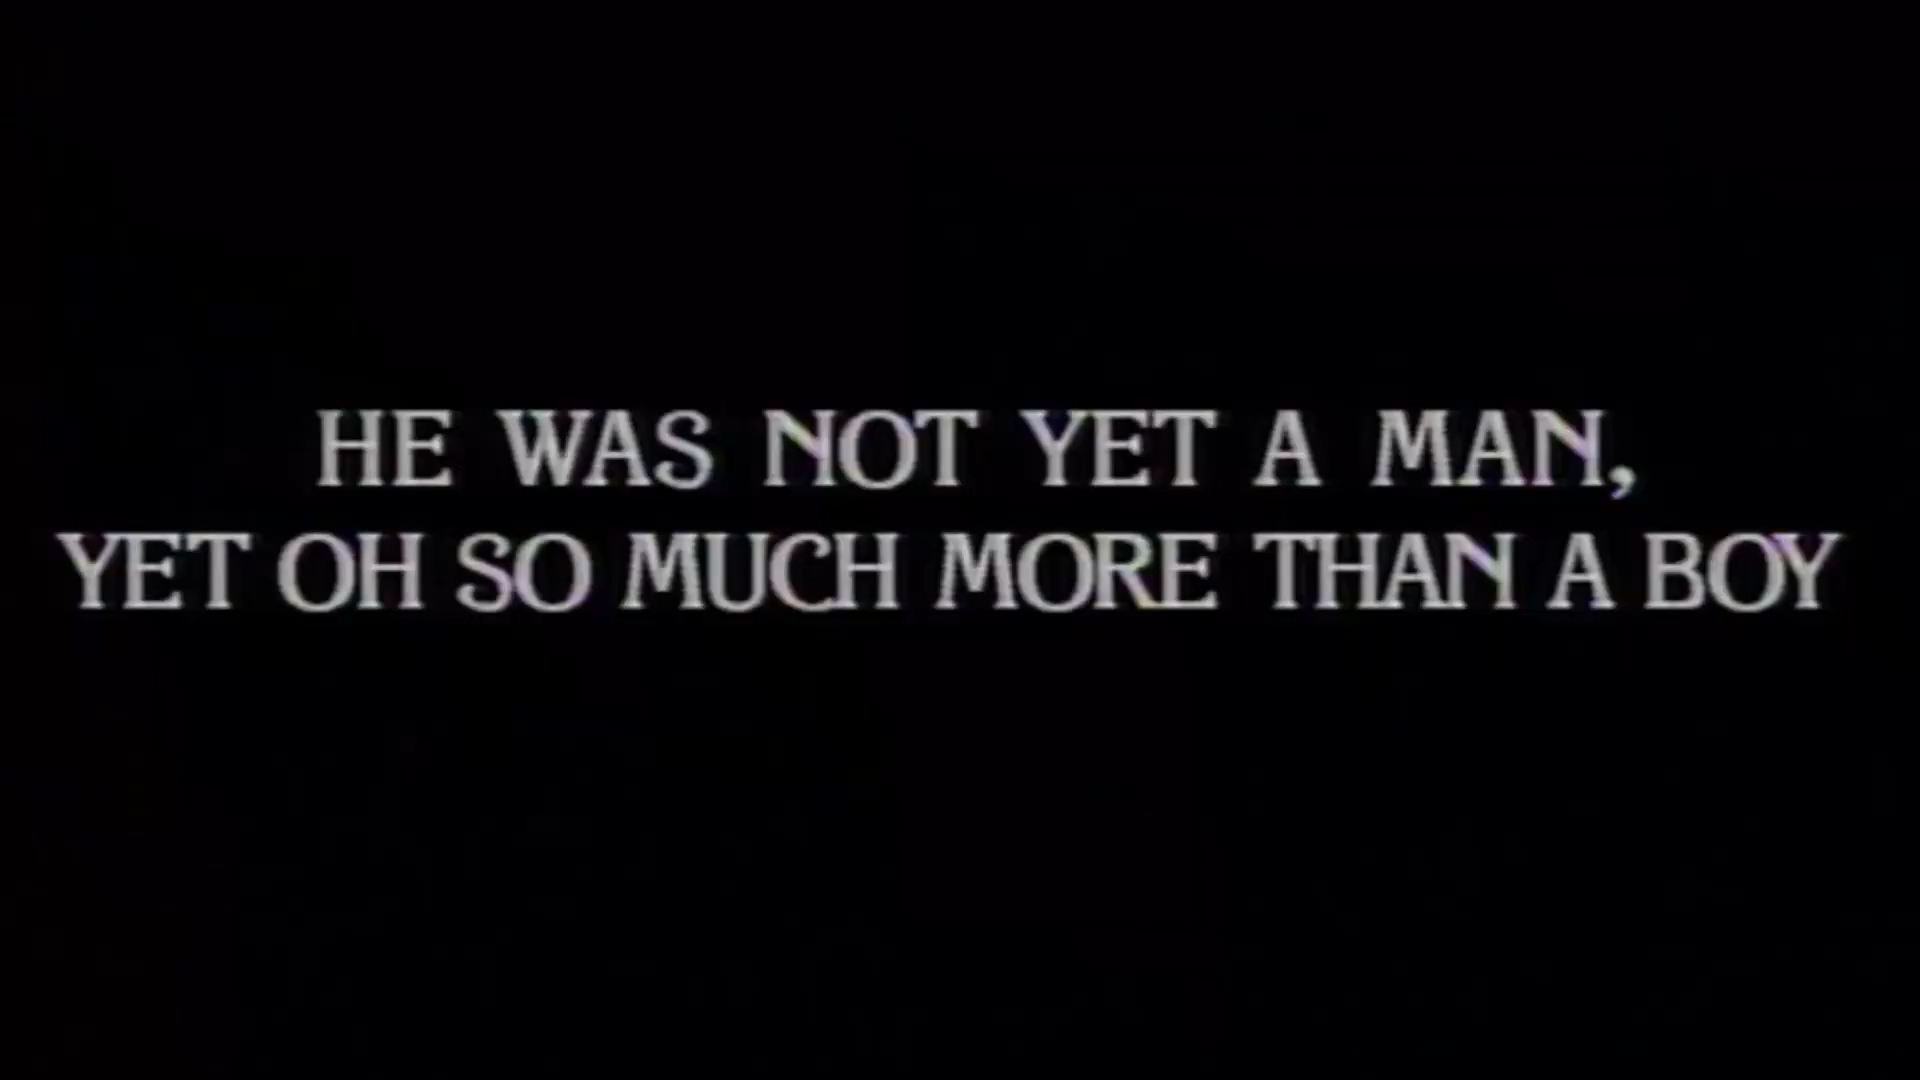 HE WAS NOT YET A MAN,
YET OH SO MUCH MORE THAN A BOY